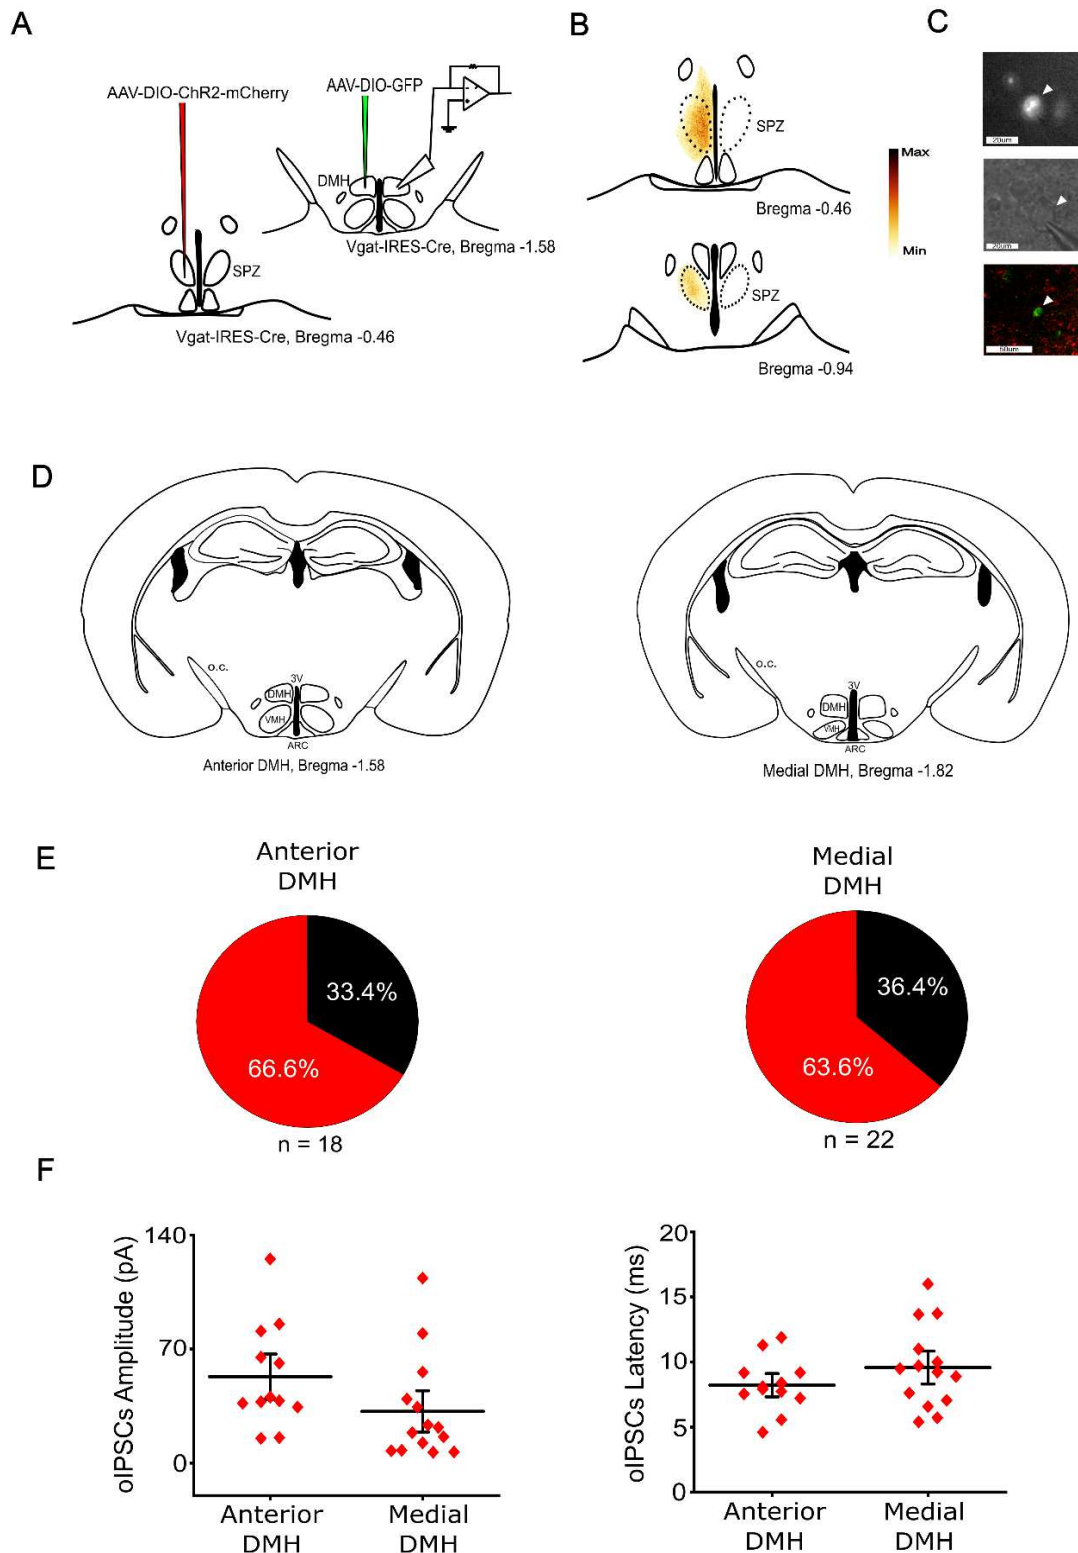 A
AAV-DIO-ChR2-mCherry
SPZ
Vgat-IRES-Cre, Bregma -0.46
AAV-DIO-GFP
DMH
Vgat-IRES-Cre, Bregma -1.58
B
SPZ
Bregma -0.46
SPZ
Bregma -0.94
Max
Min
C
20um
20um
50um
D
o.c.
3V
DMH
VMH
ARC
Anterior DMH, Bregma -1.58
o.c.
3V
DMH
VMH
ARC
Medial DMH, Bregma -1.82
E
Anterior
DMH
33.4%
66.6%
n = 18
Medial
DMH
36.4%
63.6%
n = 22
F
oIPSCs Amplitude (pA)
140
70
0
Anterior
DMH
Medial
DMH
oIPSCs Latency (ms)
20
15
10
5
0
Anterior
DMH
Medial
DMH